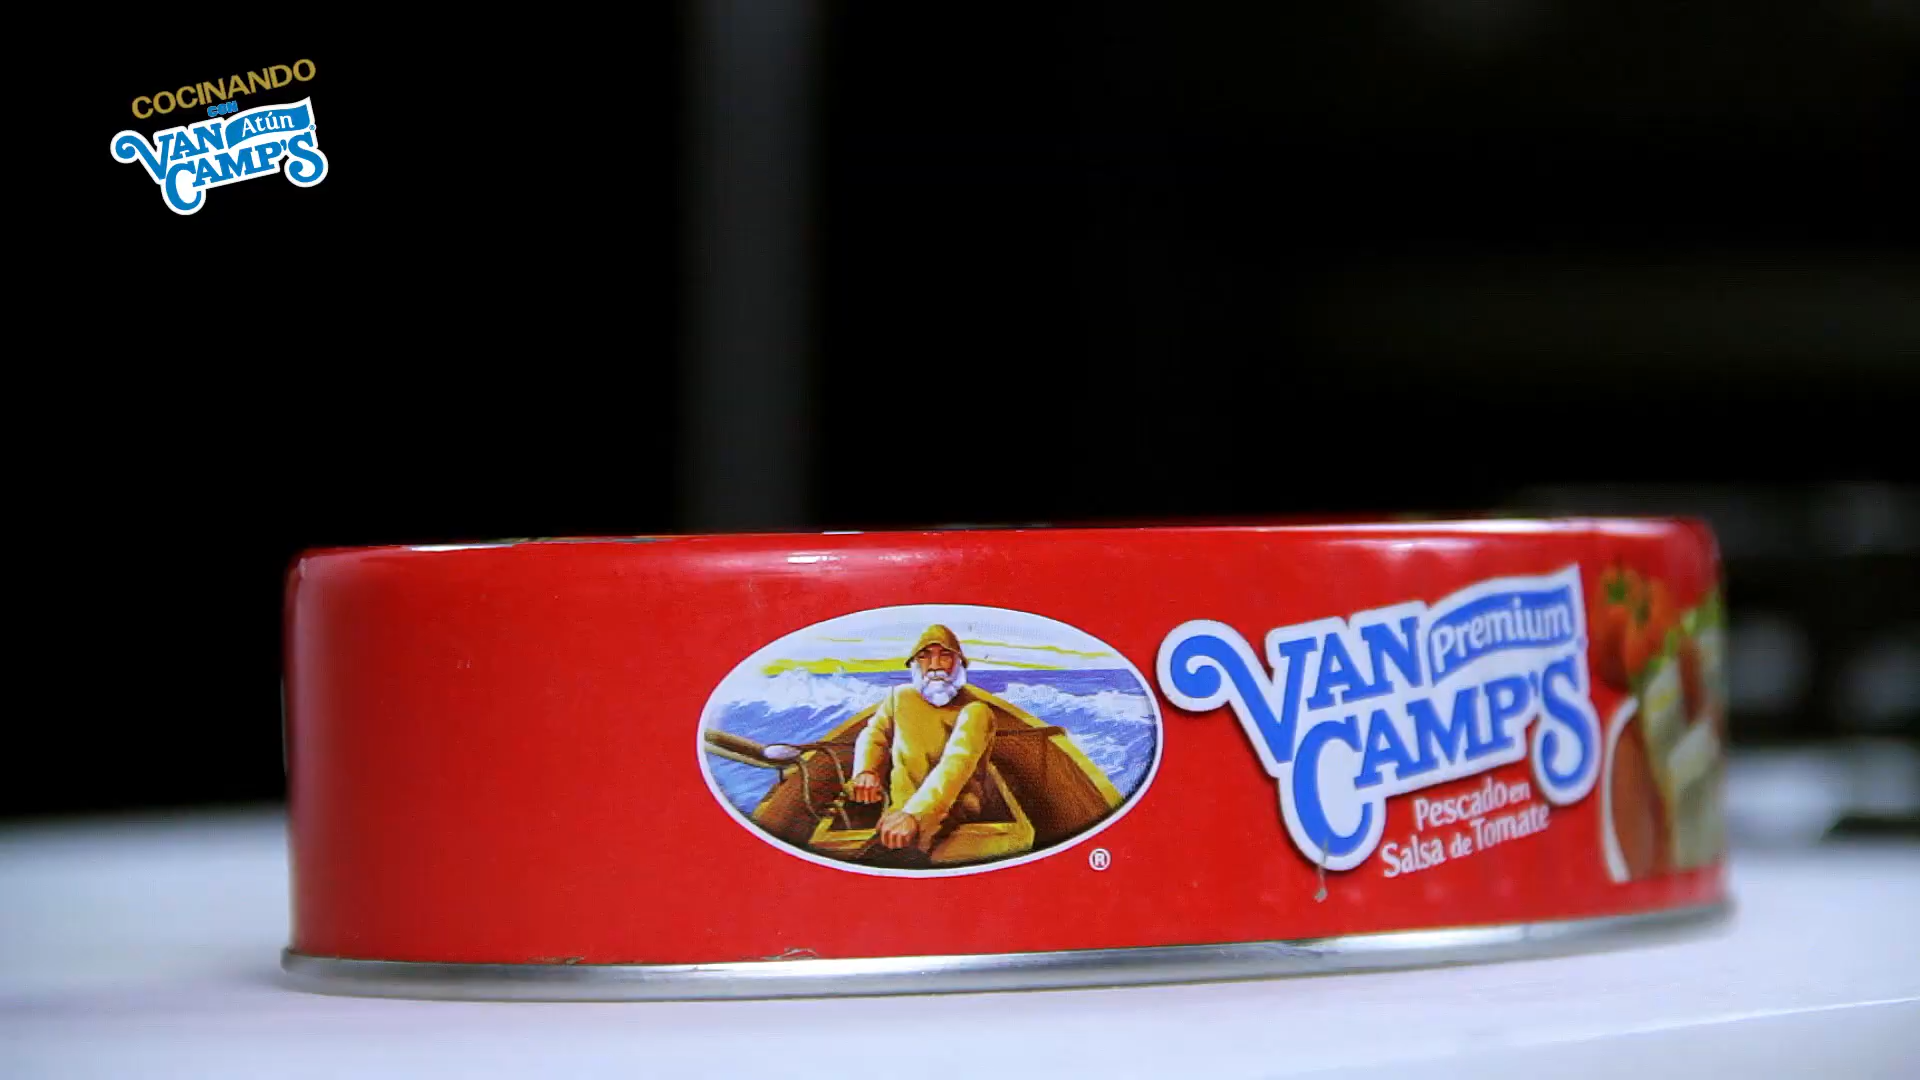 COCINANDO
CON
VAN Atún
CAMP'S
VAN Premium
CAMP'S
Pescado en
Salsa de Tomate
®